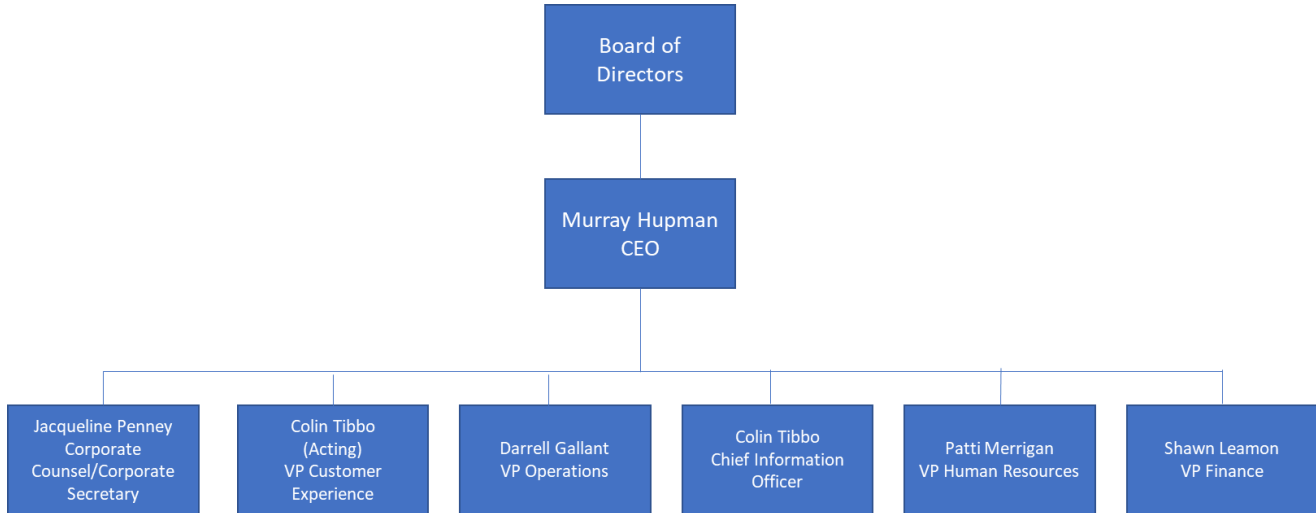 Board of
Directors
Murray Hupman
CEO
Jacqueline Penney
Corporate
Counsel/Corporate
Secretary
Colin Tibbo
(Acting)
VP Customer
Experience
Darrell Gallant
VP Operations
Colin Tibbo
Chief Information
Officer
Patti Merrigan
VP Human Resources
Shawn Leamon
VP Finance